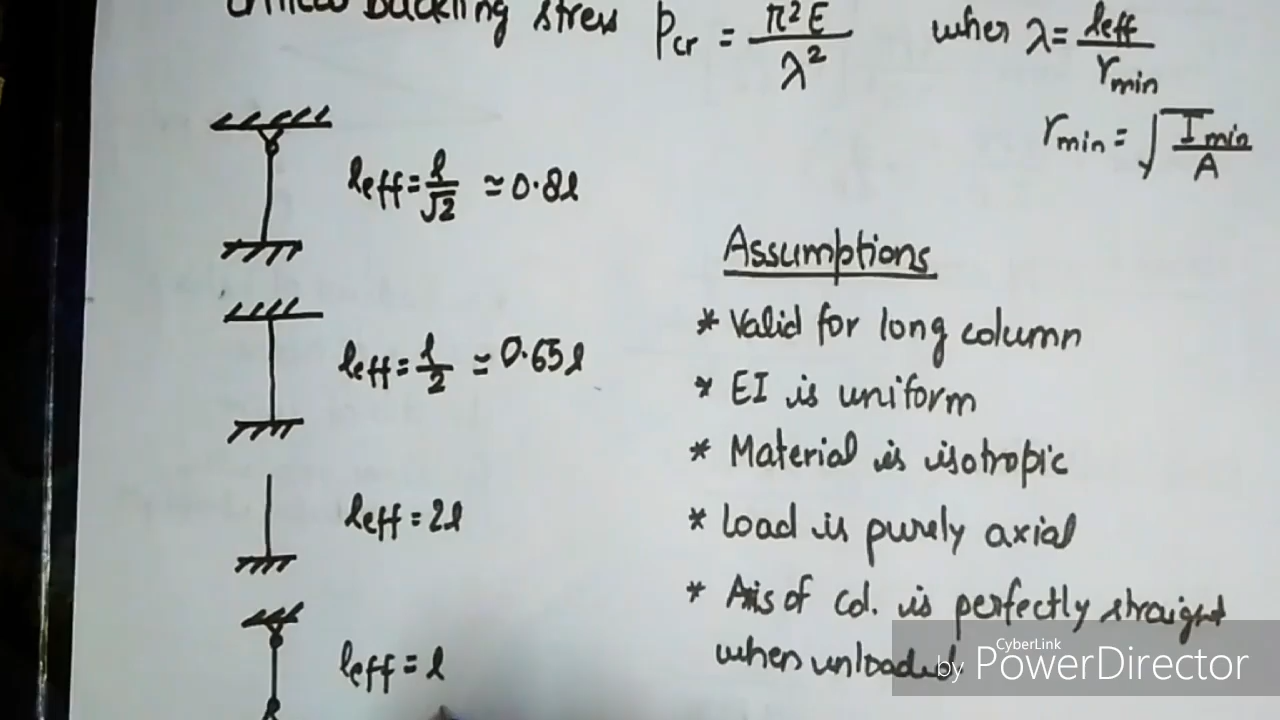 critical buckling stress Pcr = π²E / λ² when λ = leff / rmin
rmin = √ Imin / A
leff = l / √2 ≃ 0.8l
leff = l / 2 ≃ 0.65l
leff = 2l
leff = l
Assumptions
* Valid for long column
* EI is uniform
* Material is isotropic
* Load is purely axial
* Axis of Col. is perfectly straight
when unloaded
CyberLink
by PowerDirector